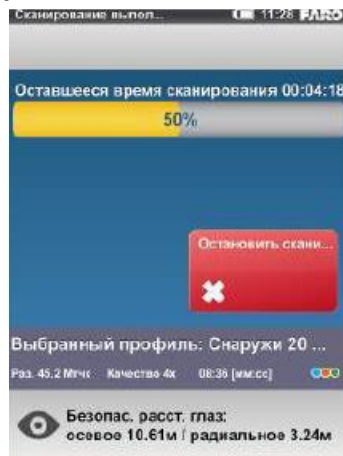 Сканирование выпол... 11:28 FARO
Оставшееся время сканирования 00:04:18
50%
Остановить скани...
Выбранный профиль: Снаружи 20 ...
Раз. 45.2 Мтчк Качество 4x 08:36 [мм:сс]
Безопас. расст. глаз:
осевое 10.61м / радиальное 3.24м